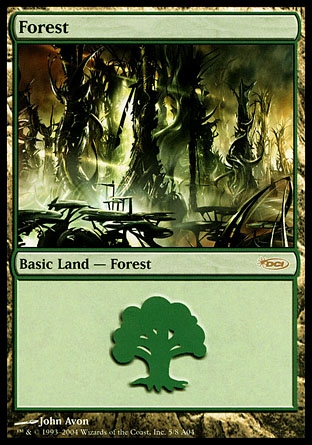 Forest
Basic Land — Forest
DCI
John Avon
™ & © 1993-2004 Wizards of the Coast, Inc. 5/8 A04